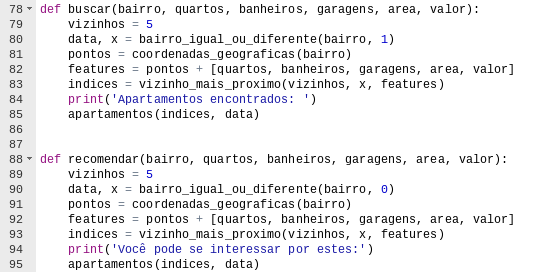 78 def buscar(bairro, quartos, banheiros, garagens, area, valor):
79     vizinhos = 5
80     data, x = bairro_igual_ou_diferente(bairro, 1)
81     pontos = coordenadas_geograficas(bairro)
82     features = pontos + [quartos, banheiros, garagens, area, valor]
83     indices = vizinho_mais_proximo(vizinhos, x, features)
84     print('Apartamentos encontrados: ')
85     apartamentos(indices, data)
86
87
88 def recomendar(bairro, quartos, banheiros, garagens, area, valor):
89     vizinhos = 5
90     data, x = bairro_igual_ou_diferente(bairro, 0)
91     pontos = coordenadas_geograficas(bairro)
92     features = pontos + [quartos, banheiros, garagens, area, valor]
93     indices = vizinho_mais_proximo(vizinhos, x, features)
94     print('Você pode se interessar por estes:')
95     apartamentos(indices, data)